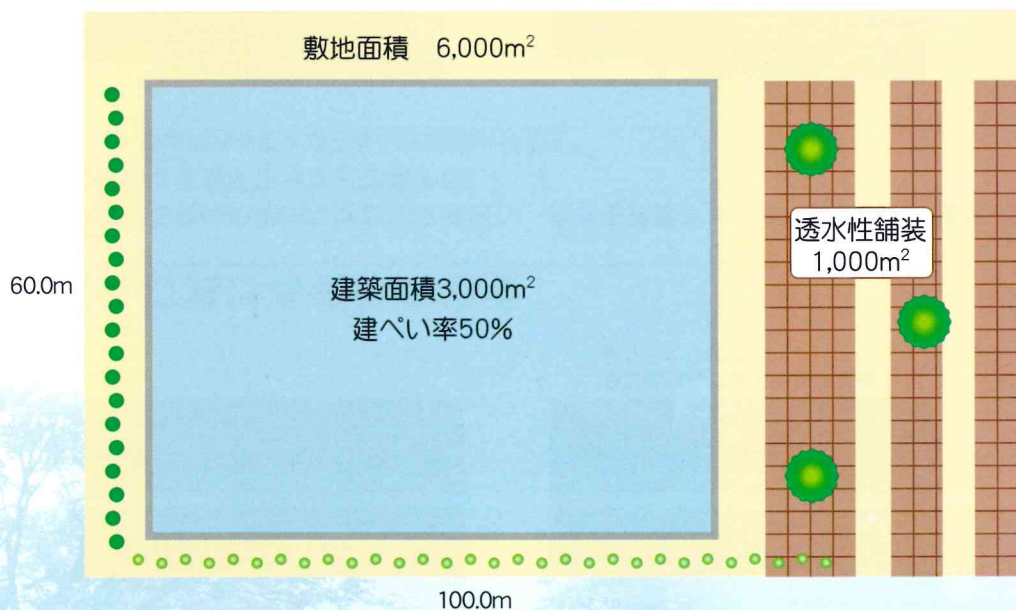 敷地面積 6,000m²
透水性舗装
1,000m²
60.0m
建築面積3,000m²
建ぺい率50%
100.0m